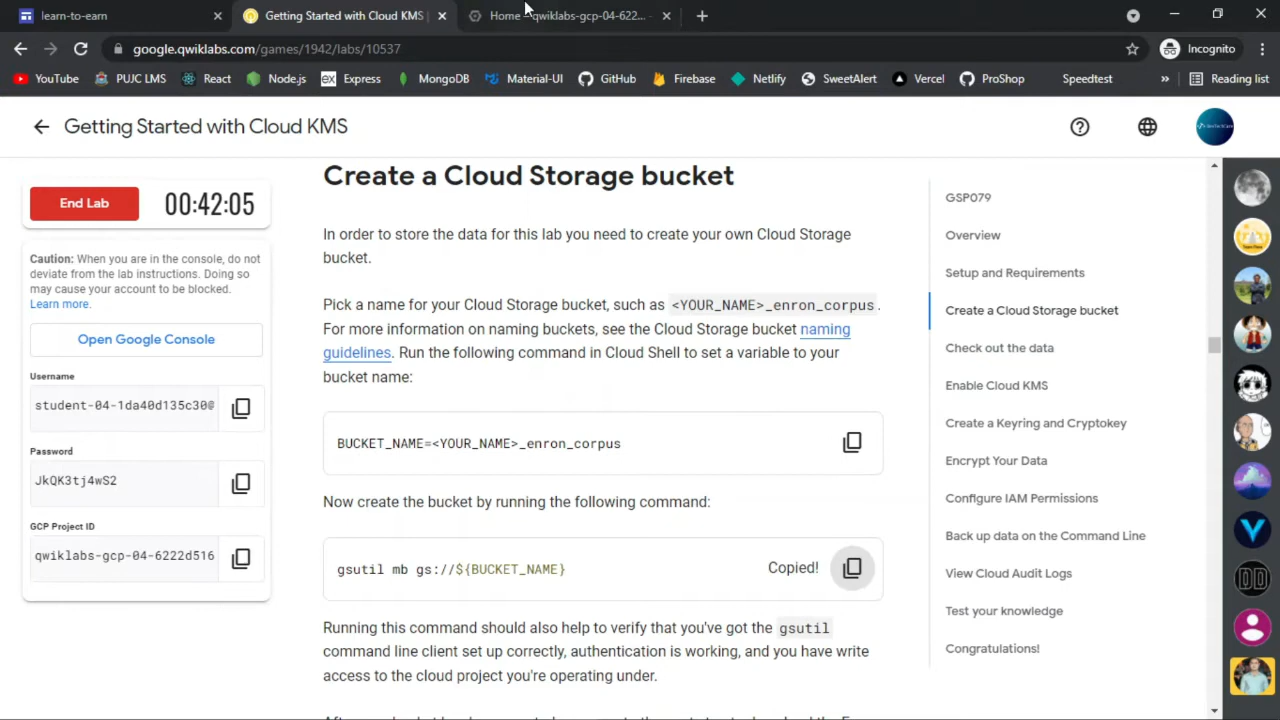 learn-to-earn
Getting Started with Cloud KMS
Home – qwiklabs-gcp-04-622...
google.qwiklabs.com/games/1942/labs/10537
Incognito
YouTube
PUJC LMS
React
Node.js
ex Express
MongoDB
Material-UI
GitHub
Firebase
Netlify
SweetAlert
Vercel
ProShop
Speedtest
»
Reading list
Getting Started with Cloud KMS
End Lab
00:42:05
Caution: When you are in the console, do not
deviate from the lab instructions. Doing so
may cause your account to be blocked.
Learn more.
Open Google Console
Username
student-04-1da40d135c30@
Password
JkQK3tj4wS2
GCP Project ID
qwiklabs-gcp-04-6222d516
Create a Cloud Storage bucket
In order to store the data for this lab you need to create your own Cloud Storage
bucket.
Pick a name for your Cloud Storage bucket, such as <YOUR_NAME>_enron_corpus.
For more information on naming buckets, see the Cloud Storage bucket naming
guidelines. Run the following command in Cloud Shell to set a variable to your
bucket name:
BUCKET_NAME=<YOUR_NAME>_enron_corpus
Now create the bucket by running the following command:
gsutil mb gs://${BUCKET_NAME}
Copied!
Running this command should also help to verify that you've got the gsutil
command line client set up correctly, authentication is working, and you have write
access to the cloud project you're operating under.
GSP079
Overview
Setup and Requirements
Create a Cloud Storage bucket
Check out the data
Enable Cloud KMS
Create a Keyring and Cryptokey
Encrypt Your Data
Configure IAM Permissions
Back up data on the Command Line
View Cloud Audit Logs
Test your knowledge
Congratulations!